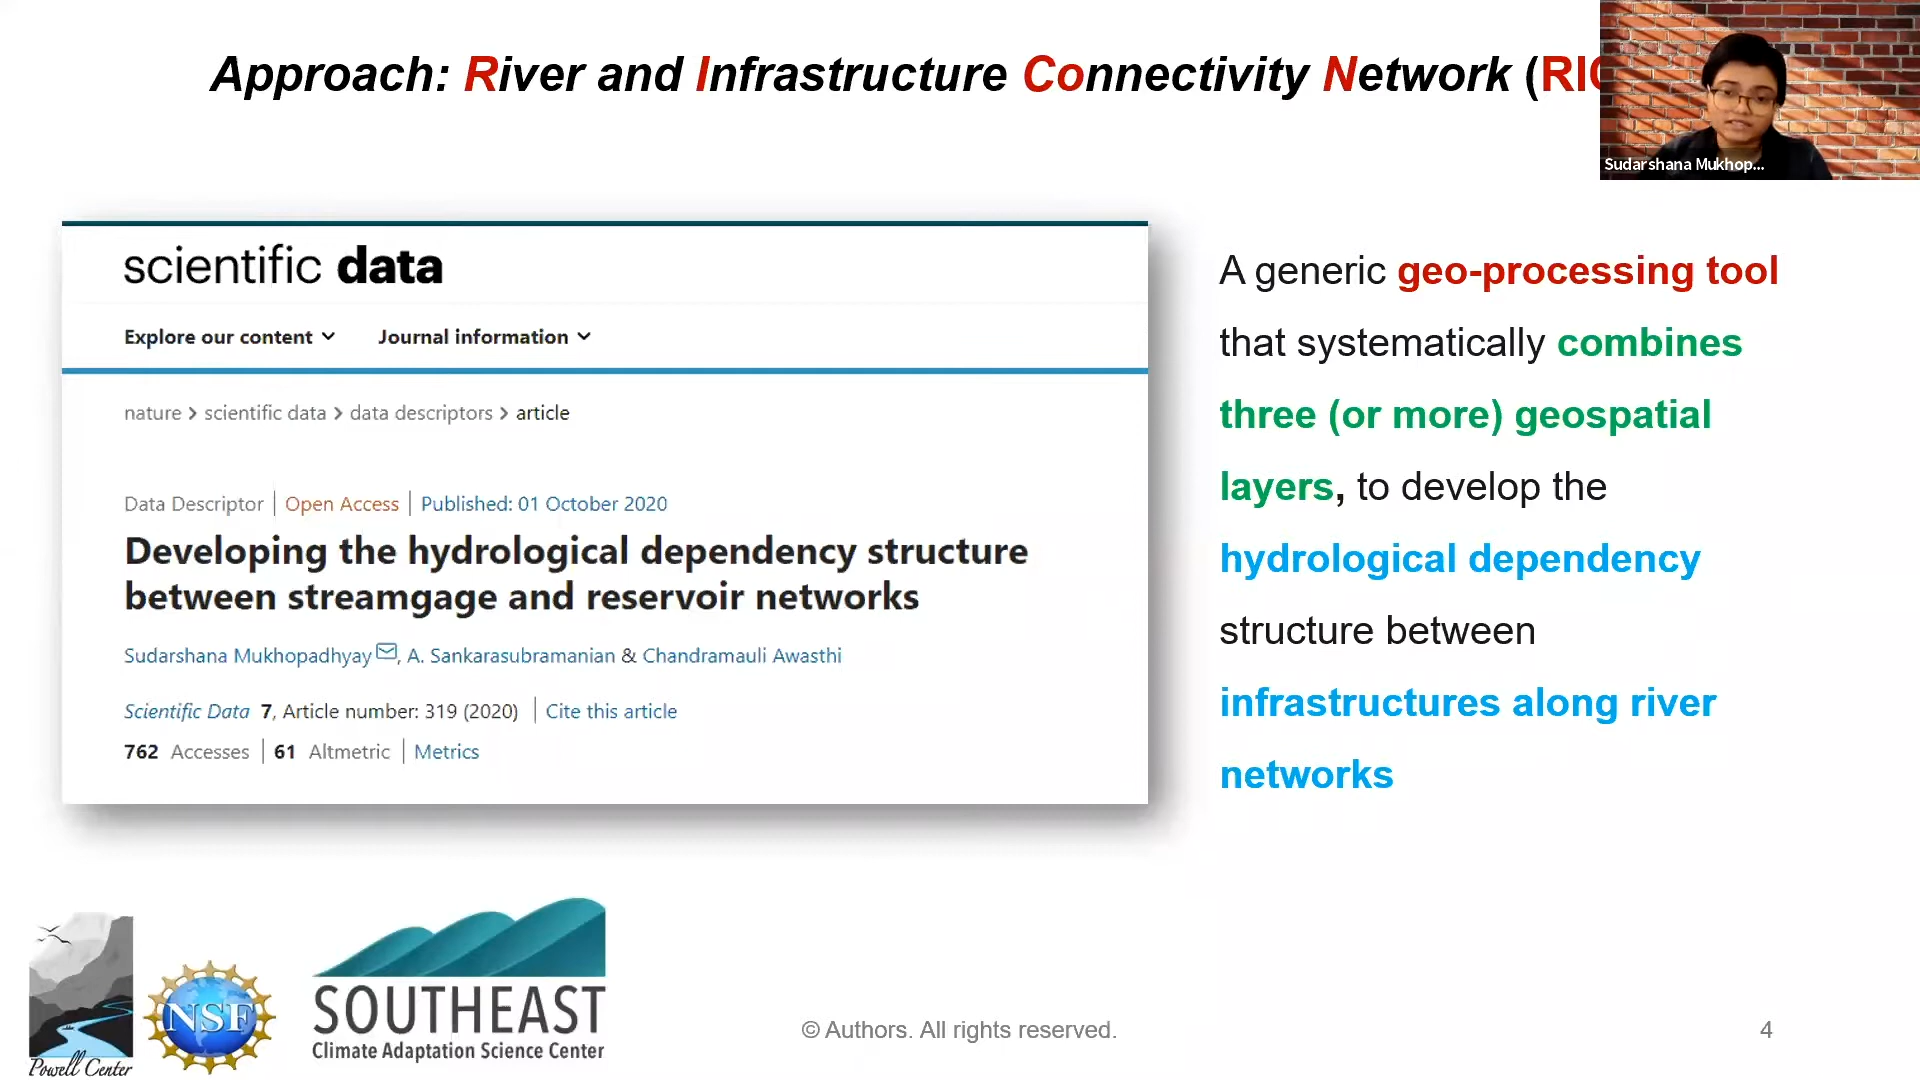 Approach: River and Infrastructure Connectivity Network (RIC
Sudarshana Mukhop...
scientific data
Explore our content
Journal information
nature > scientific data > data descriptors > article
Data Descriptor | Open Access | Published: 01 October 2020
Developing the hydrological dependency structure
between streamgage and reservoir networks
Sudarshana Mukhopadhyay, A. Sankarasubramanian & Chandramauli Awasthi
Scientific Data 7, Article number: 319 (2020) | Cite this article
762 Accesses | 61 Altmetric | Metrics
A generic geo-processing tool
that systematically combines
three (or more) geospatial
layers, to develop the
hydrological dependency
structure between
infrastructures along river
networks
Powell Center
NSF
SOUTHEAST
Climate Adaptation Science Center
© Authors. All rights reserved.
4